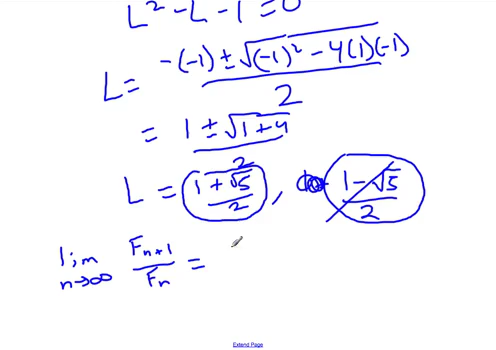 L² - L - 1 = 0
L = -(-1) ± √(-1)² - 4(1)(-1) / 2
= 1 ± √1+4 / 2
L = 1 + √5 / 2 , 1 - √5 / 2
lim n→∞ Fn+1 / Fn =
Extend Page